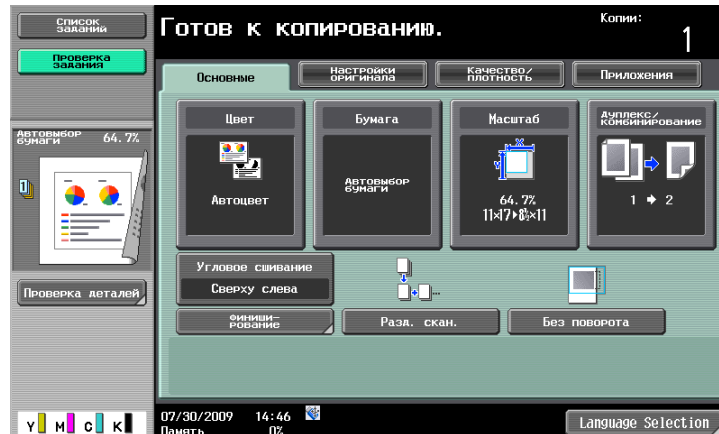 Список
заданий
Готов к копированию.
Копии:
1
Проверка
задания
Основные
Настройки
оригинала
Качество/
плотность
Приложения
Автовыбор
бумаги
64.7%
1
Цвет
Автоцвет
Бумага
Автовыбор
бумаги
Масштаб
64.7%
11×17▸8½×11
Дуплекс/
комбинирование
1 → 2
Проверка деталей
Угловое сшивание
Сверху слева
Финиши-
рование
Разд. скан.
Без поворота
Y M C K
07/30/2009 14:46
Память 0%
Language Selection